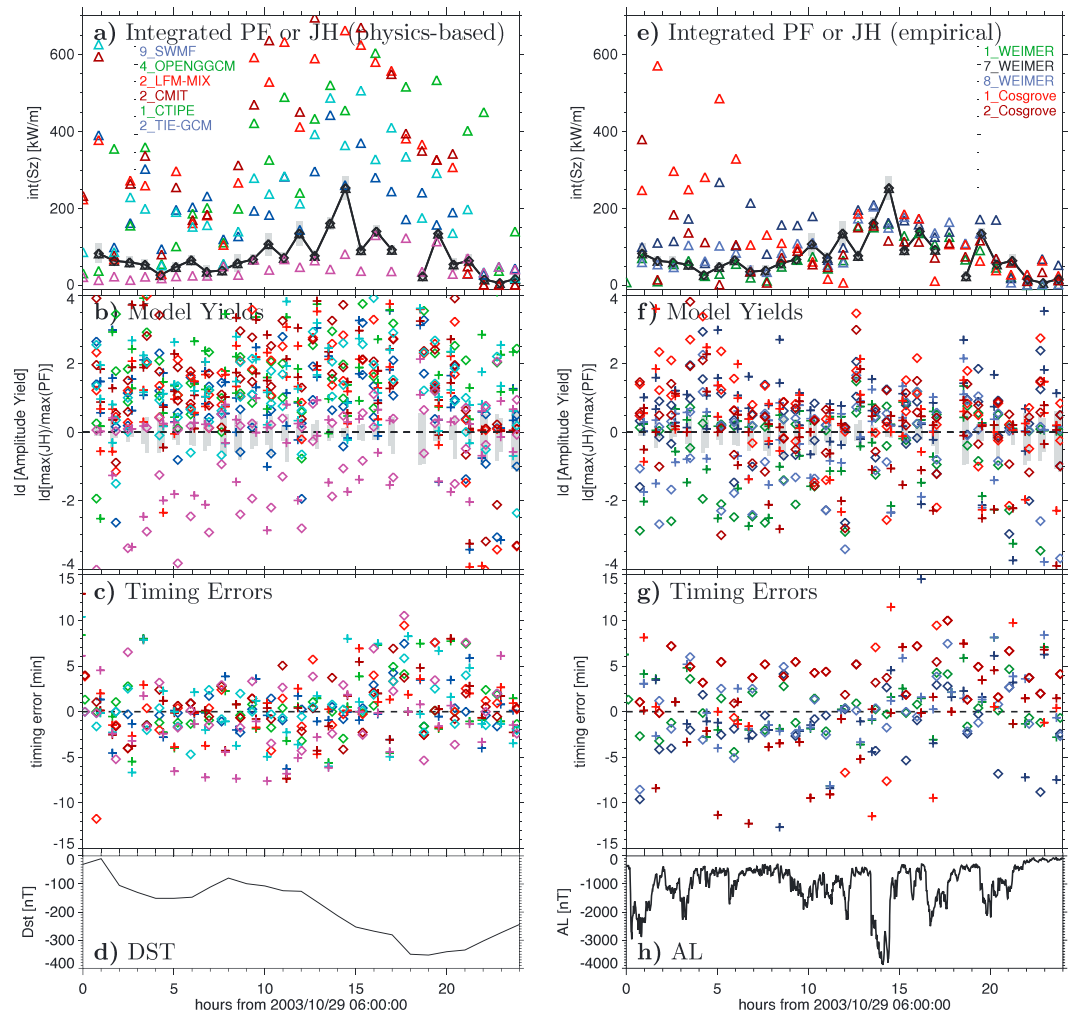 a) Integrated PF or JH (physics-based)
9_SWMF
4_OPENGGCM
2_LFM-MIX
2_CMIT
1_CTIPE
2_TIE-GCM
int(Sz) [kW/m]
600
400
200
0
b) Model Yields
ld [Amplitude Yield]
ld[max(JH)/max(PF)]
4
2
0
-2
-4
c) Timing Errors
timing error [min]
15
10
5
0
-5
-10
-15
d) DST
Dst [nT]
0
-100
-200
-300
-400
0 5 10 15 20
hours from 2003/10/29 06:00:00
e) Integrated PF or JH (empirical)
1_WEIMER
7_WEIMER
8_WEIMER
1_Cosgrove
2_Cosgrove
int(Sz) [kW/m]
600
400
200
0
f) Model Yields
ld [Amplitude Yield]
ld[max(JH)/max(PF)]
4
2
0
-2
-4
g) Timing Errors
timing error [min]
15
10
5
0
-5
-10
-15
h) AL
AL [nT]
0
-1000
-2000
-3000
-4000
0 5 10 15 20
hours from 2003/10/29 06:00:00